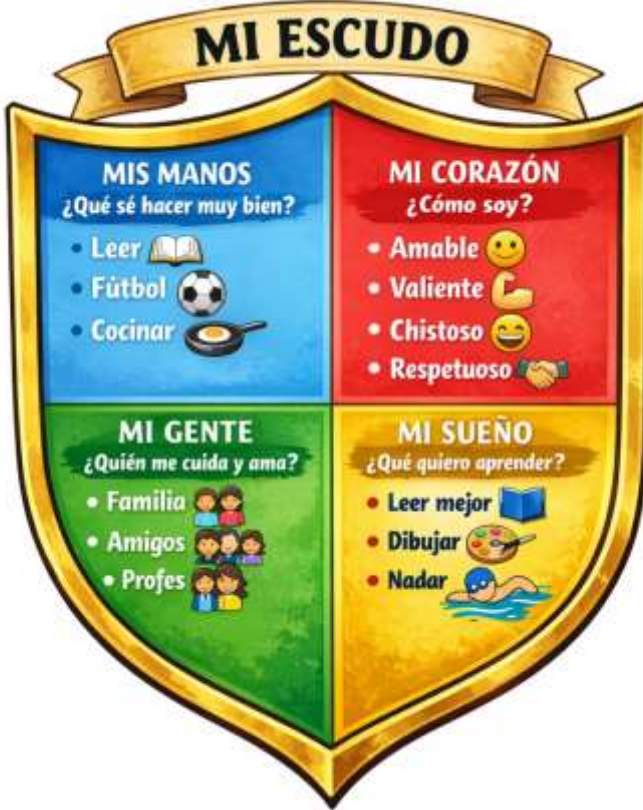 MI ESCUDO
MIS MANOS
¿Qué sé hacer muy bien?
• Leer
• Fútbol
• Cocinar
MI CORAZÓN
¿Cómo soy?
• Amable
• Valiente
• Chistoso
• Respetuoso
MI GENTE
¿Quién me cuida y ama?
• Familia
• Amigos
• Profes
MI SUEÑO
¿Qué quiero aprender?
• Leer mejor
• Dibujar
• Nadar